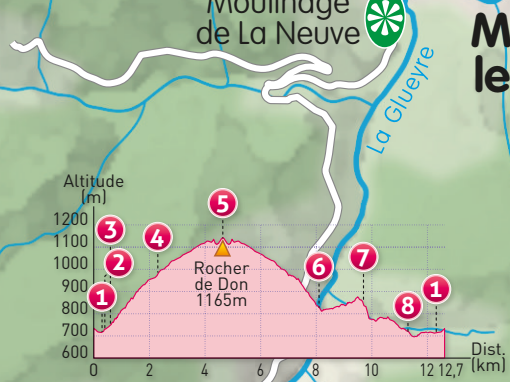 Moulinage
de La Neuve
M
le
La Glueyre
Altitude
(m)
1200
1100
1000
900
800
700
600
1
2
3
4
5
6
7
8
1
Rocher
de Don
1165m
0
2
4
6
8
10
12 12,7
Dist.
(km)